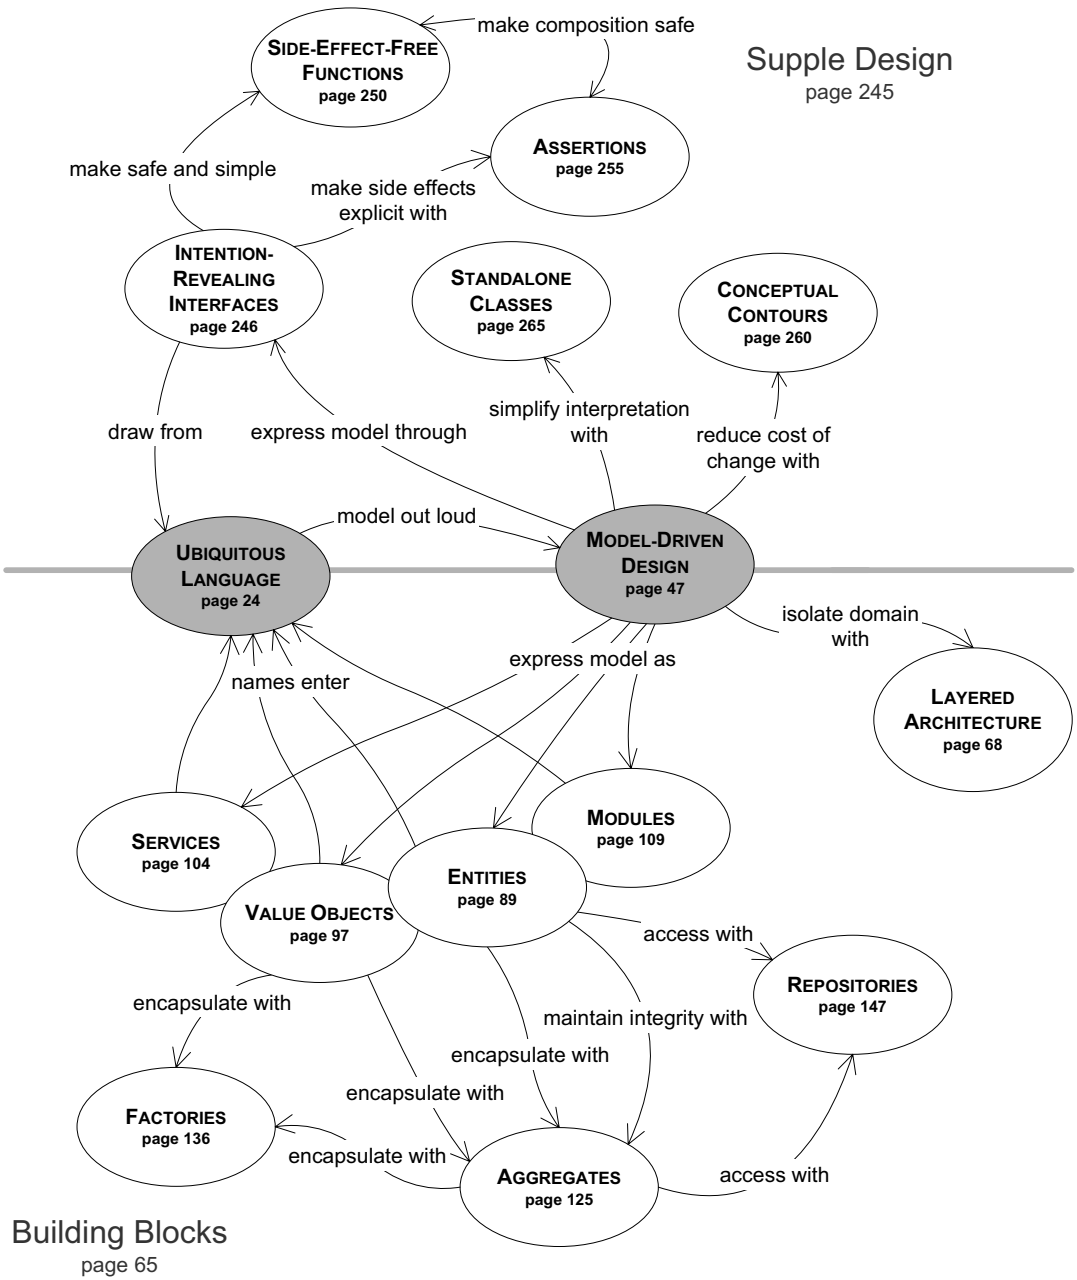 make composition safe
SIDE-EFFECT-FREE
FUNCTIONS
page 250
Supple Design
page 245
ASSERTIONS
page 255
make safe and simple
make side effects
explicit with
INTENTION-
REVEALING
INTERFACES
page 246
STANDALONE
CLASSES
page 265
CONCEPTUAL
CONTOURS
page 260
draw from
express model through
simplify interpretation
with
reduce cost of
change with
model out loud
UBIQUITOUS
LANGUAGE
page 24
MODEL-DRIVEN
DESIGN
page 47
isolate domain
with
express model as
names enter
LAYERED
ARCHITECTURE
page 68
SERVICES
page 104
MODULES
page 109
ENTITIES
page 89
VALUE OBJECTS
page 97
access with
REPOSITORIES
page 147
encapsulate with
maintain integrity with
encapsulate with
encapsulate with
FACTORIES
page 136
encapsulate with
AGGREGATES
page 125
access with
Building Blocks
page 65